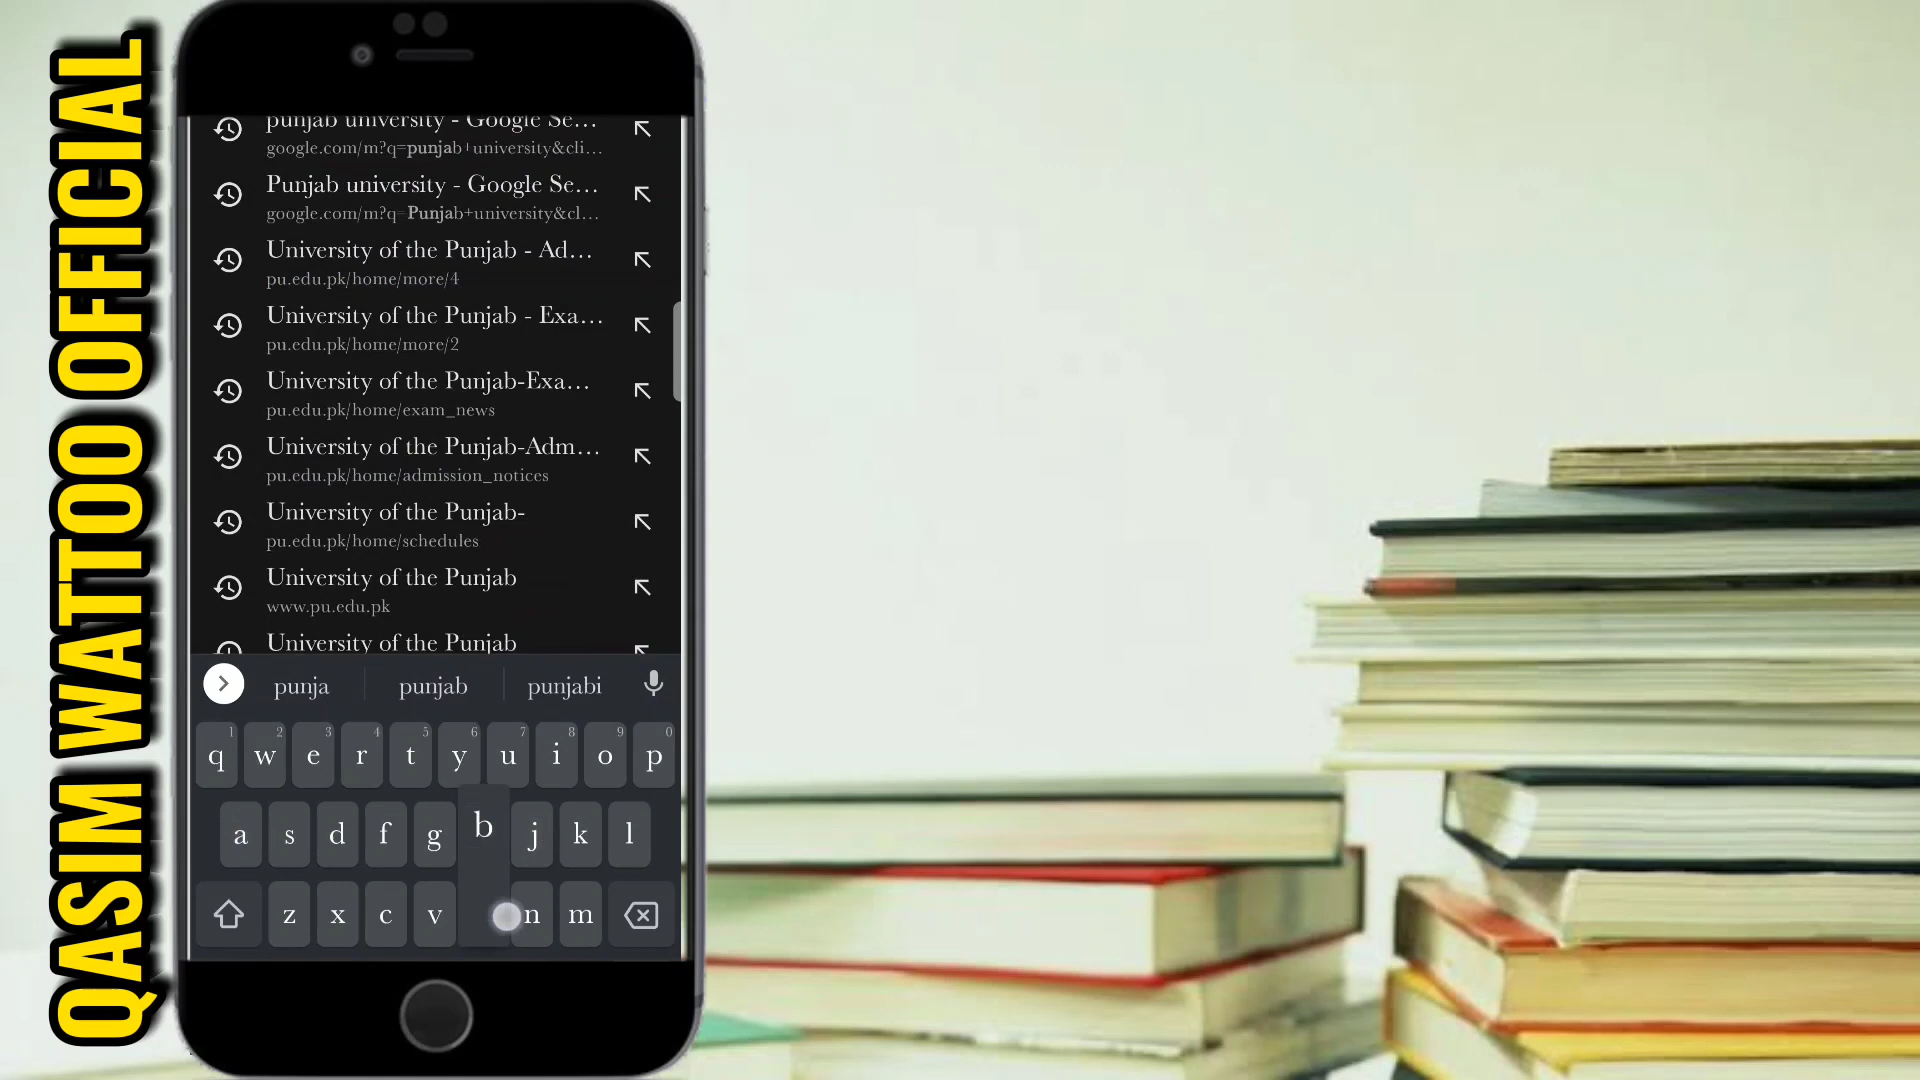 QASIM WATTOO OFFICIAL
punjab university - Google Se...
google.com/m?q=punjab+university&cli...
Punjab university - Google Se...
google.com/m?q=Punjab+university&cl...
University of the Punjab - Ad...
pu.edu.pk/home/more/4
University of the Punjab - Exa...
pu.edu.pk/home/more/2
University of the Punjab-Exa...
pu.edu.pk/home/exam_news
University of the Punjab-Adm...
pu.edu.pk/home/admission_notices
University of the Punjab-
pu.edu.pk/home/schedules
University of the Punjab
www.pu.edu.pk
University of the Punjab
punja punjab punjabi
1 2 3 4 5 6 7 8 9 0
q w e r t y u i o p
a s d f g b j k l
z x c v n m